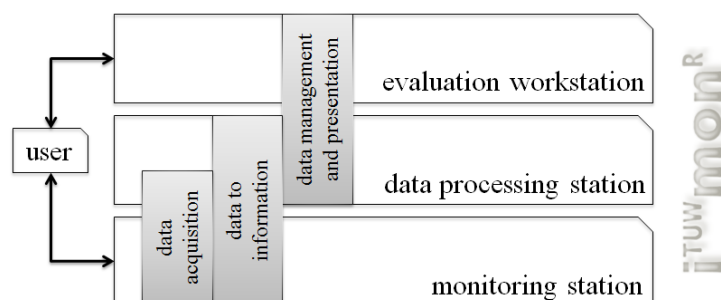 evaluation workstation
data management
and presentation
user
data processing station
data
acquisition
data to
information
monitoring station
iTUWmonR